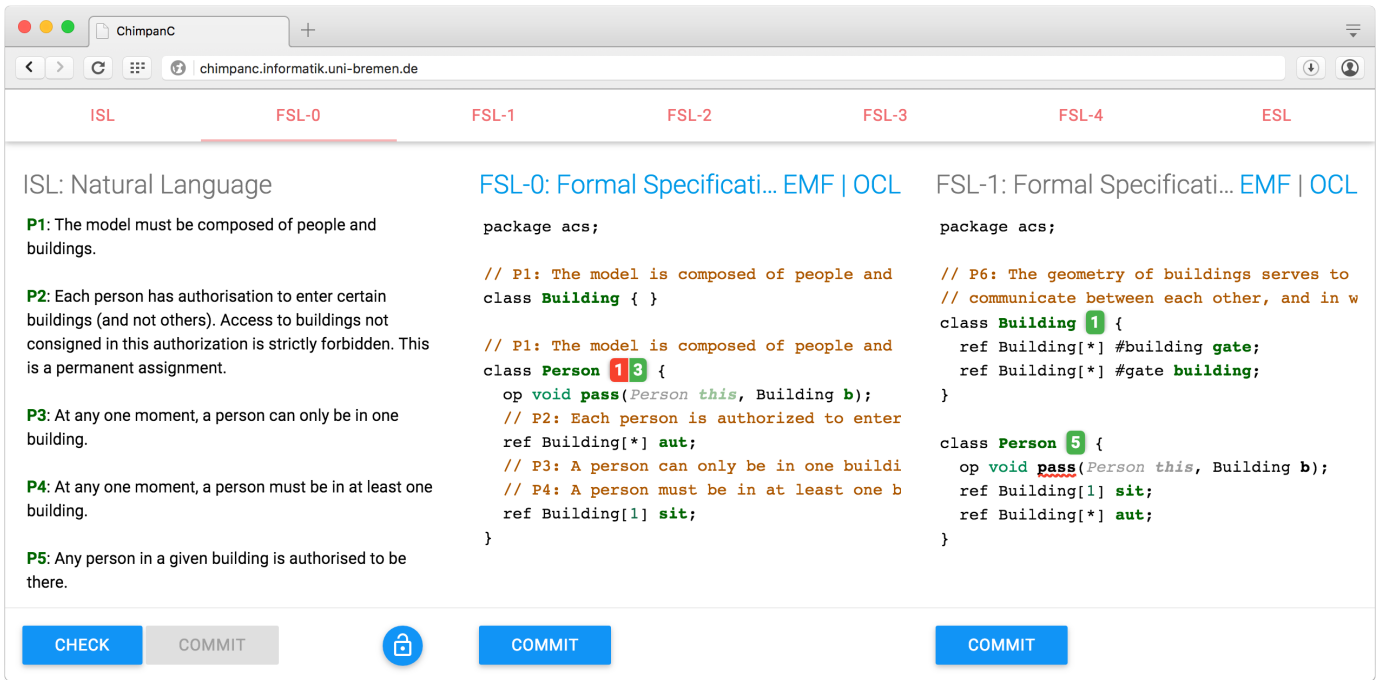 ChimpanC
chimpanc.informatik.uni-bremen.de
ISL FSL-0 FSL-1 FSL-2 FSL-3 FSL-4 ESL
ISL: Natural Language
P1: The model must be composed of people and
buildings.
P2: Each person has authorisation to enter certain
buildings (and not others). Access to buildings not
consigned in this authorization is strictly forbidden. This
is a permanent assignment.
P3: At any one moment, a person can only be in one
building.
P4: At any one moment, a person must be in at least one
building.
P5: Any person in a given building is authorised to be
there.
CHECK COMMIT
FSL-0: Formal Specificati... EMF | OCL
package acs;
// P1: The model is composed of people and
class Building { }
// P1: The model is composed of people and
class Person 1 3 {
op void pass(Person this, Building b);
// P2: Each person is authorized to enter
ref Building[*] aut;
// P3: A person can only be in one buildi
// P4: A person must be in at least one b
ref Building[1] sit;
}
COMMIT
FSL-1: Formal Specificati... EMF | OCL
package acs;
// P6: The geometry of buildings serves to
// communicate between each other, and in w
class Building 1 {
ref Building[*] #building gate;
ref Building[*] #gate building;
}
class Person 5 {
op void pass(Person this, Building b);
ref Building[1] sit;
ref Building[*] aut;
}
COMMIT